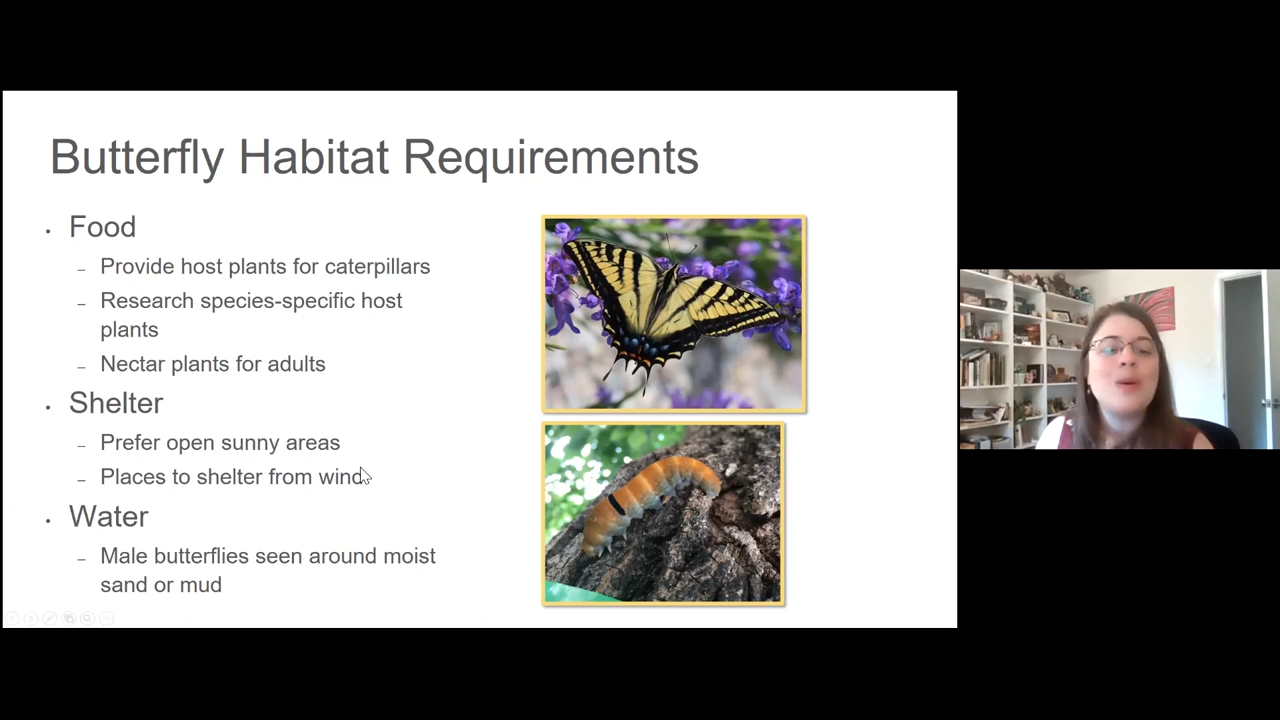 Butterfly Habitat Requirements
• Food
– Provide host plants for caterpillars
– Research species-specific host
plants
– Nectar plants for adults
• Shelter
– Prefer open sunny areas
– Places to shelter from wind
• Water
– Male butterflies seen around moist
sand or mud